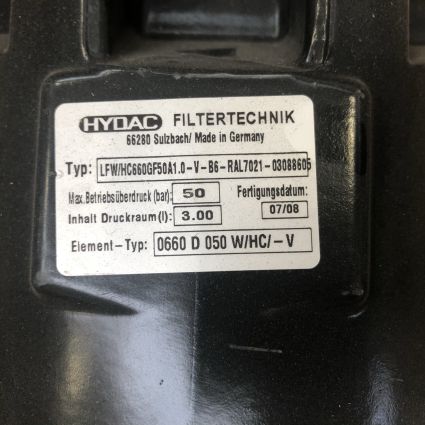 HYDAC FILTERTECHNIK
66280 Sulzbach/ Made in Germany
Typ: LFW/HC660GF50A1.0-V-B6-RAL7021-03088605
Max.Betriebsüberdruck (bar): 50 Fertigungsdatum:
Inhalt Druckraum(l): 3.00 07/08
Element-Typ: 0660 D 050 W/HC/-V